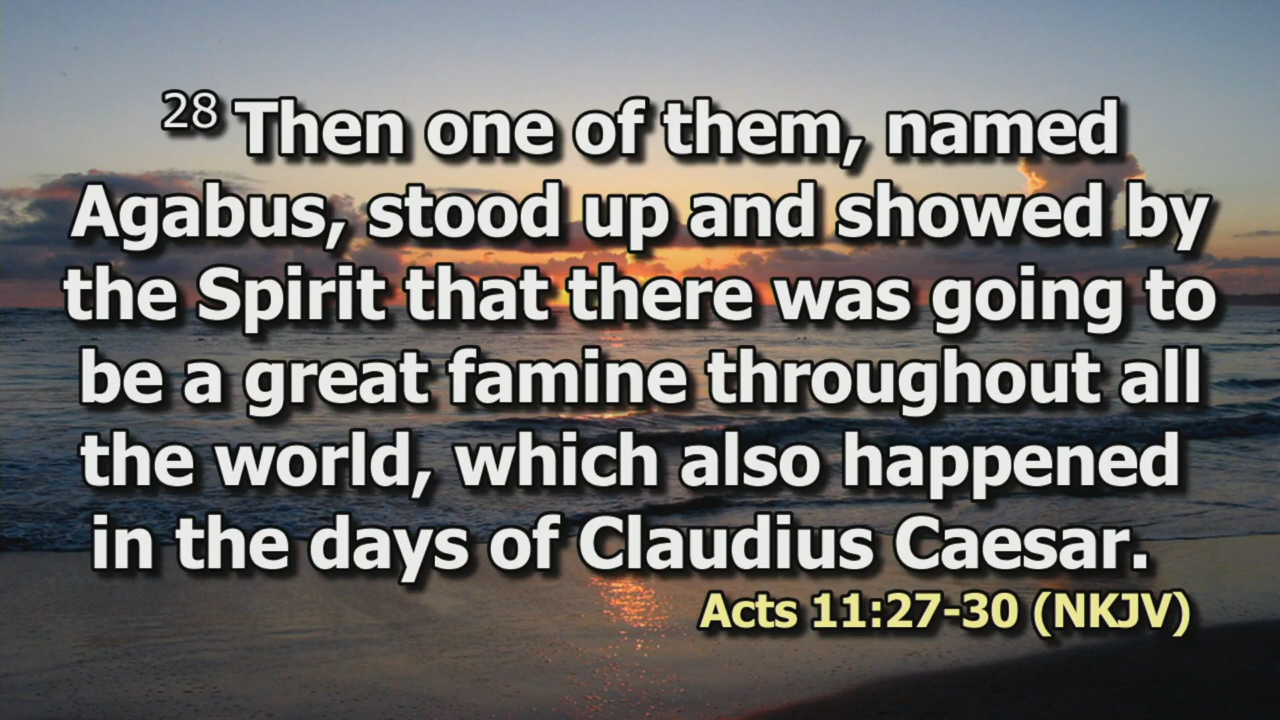 28 Then one of them, named
Agabus, stood up and showed by
the Spirit that there was going to
be a great famine throughout all
the world, which also happened
in the days of Claudius Caesar.
Acts 11:27-30 (NKJV)